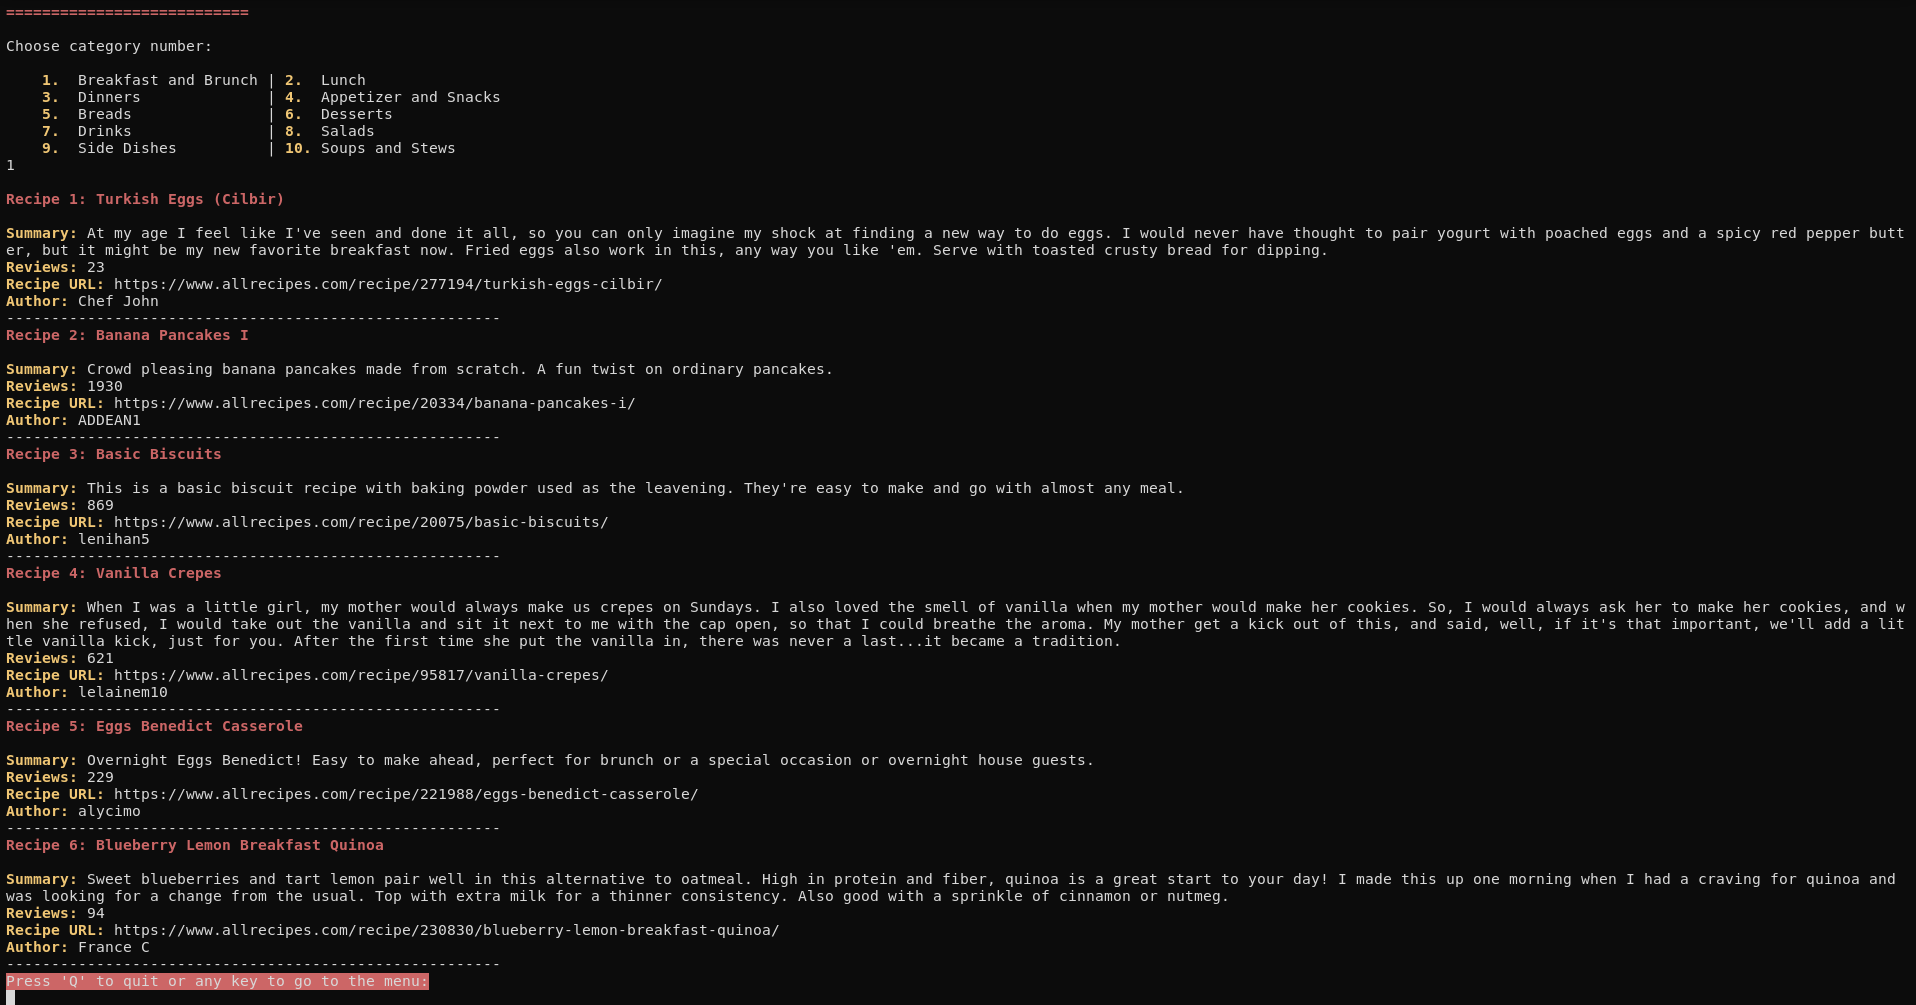 ===========================
Choose category number:
1.  Breakfast and Brunch | 2.  Lunch
3.  Dinners              | 4.  Appetizer and Snacks
5.  Breads               | 6.  Desserts
7.  Drinks               | 8.  Salads
9.  Side Dishes          | 10. Soups and Stews
1
Recipe 1: Turkish Eggs (Cilbir)
Summary: At my age I feel like I've seen and done it all, so you can only imagine my shock at finding a new way to do eggs. I would never have thought to pair yogurt with poached eggs and a spicy red pepper butt
er, but it might be my new favorite breakfast now. Fried eggs also work in this, any way you like 'em. Serve with toasted crusty bread for dipping.
Reviews: 23
Recipe URL: https://www.allrecipes.com/recipe/277194/turkish-eggs-cilbir/
Author: Chef John
-------------------------------------------------------
Recipe 2: Banana Pancakes I
Summary: Crowd pleasing banana pancakes made from scratch. A fun twist on ordinary pancakes.
Reviews: 1930
Recipe URL: https://www.allrecipes.com/recipe/20334/banana-pancakes-i/
Author: ADDEAN1
-------------------------------------------------------
Recipe 3: Basic Biscuits
Summary: This is a basic biscuit recipe with baking powder used as the leavening. They're easy to make and go with almost any meal.
Reviews: 869
Recipe URL: https://www.allrecipes.com/recipe/20075/basic-biscuits/
Author: lenihan5
-------------------------------------------------------
Recipe 4: Vanilla Crepes
Summary: When I was a little girl, my mother would always make us crepes on Sundays. I also loved the smell of vanilla when my mother would make her cookies. So, I would always ask her to make her cookies, and w
hen she refused, I would take out the vanilla and sit it next to me with the cap open, so that I could breathe the aroma. My mother get a kick out of this, and said, well, if it's that important, we'll add a lit
tle vanilla kick, just for you. After the first time she put the vanilla in, there was never a last...it became a tradition.
Reviews: 621
Recipe URL: https://www.allrecipes.com/recipe/95817/vanilla-crepes/
Author: lelainem10
-------------------------------------------------------
Recipe 5: Eggs Benedict Casserole
Summary: Overnight Eggs Benedict! Easy to make ahead, perfect for brunch or a special occasion or overnight house guests.
Reviews: 229
Recipe URL: https://www.allrecipes.com/recipe/221988/eggs-benedict-casserole/
Author: alycimo
-------------------------------------------------------
Recipe 6: Blueberry Lemon Breakfast Quinoa
Summary: Sweet blueberries and tart lemon pair well in this alternative to oatmeal. High in protein and fiber, quinoa is a great start to your day! I made this up one morning when I had a craving for quinoa and
was looking for a change from the usual. Top with extra milk for a thinner consistency. Also good with a sprinkle of cinnamon or nutmeg.
Reviews: 94
Recipe URL: https://www.allrecipes.com/recipe/230830/blueberry-lemon-breakfast-quinoa/
Author: France C
-------------------------------------------------------
Press 'Q' to quit or any key to go to the menu: